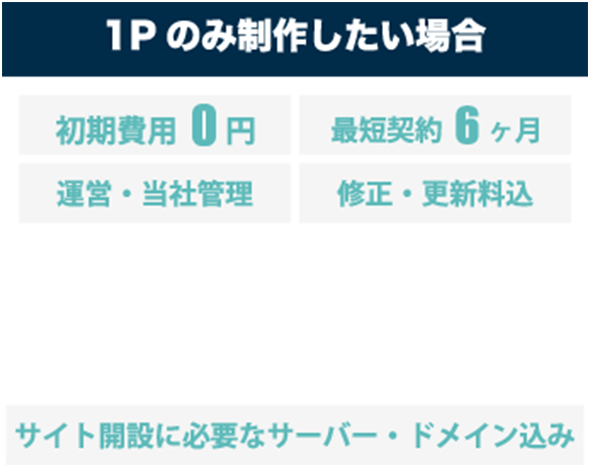 1Pのみ制作したい場合
初期費用 0 円
最短契約 6 ヶ月
運営・当社管理
修正・更新料込
サイト開設に必要なサーバー・ドメイン込み